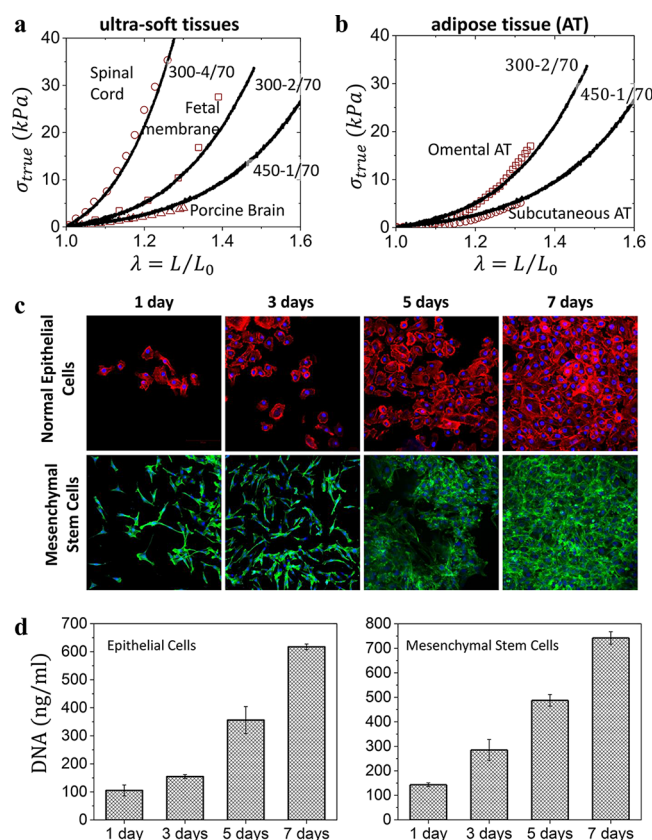 a
ultra-soft tissues
40
30
20
10
0
σtrue (kPa)
Spinal
Cord
300-4/70
Fetal
membrane
300-2/70
450-1/70
Porcine Brain
1.0 1.2 1.4 1.6
λ = L/L0
b
adipose tissue (AT)
40
30
20
10
0
σtrue (kPa)
300-2/70
450-1/70
Omental AT
Subcutaneous AT
1.0 1.2 1.4 1.6
λ = L/L0
c
1 day 3 days 5 days 7 days
Normal Epithelial
Cells
Mesenchymal
Stem Cells
d
DNA (ng/ml)
700
600
500
400
300
200
100
0
Epithelial Cells
1 day 3 days 5 days 7 days
800
700
600
500
400
300
200
100
0
Mesenchymal Stem Cells
1 day 3 days 5 days 7 days